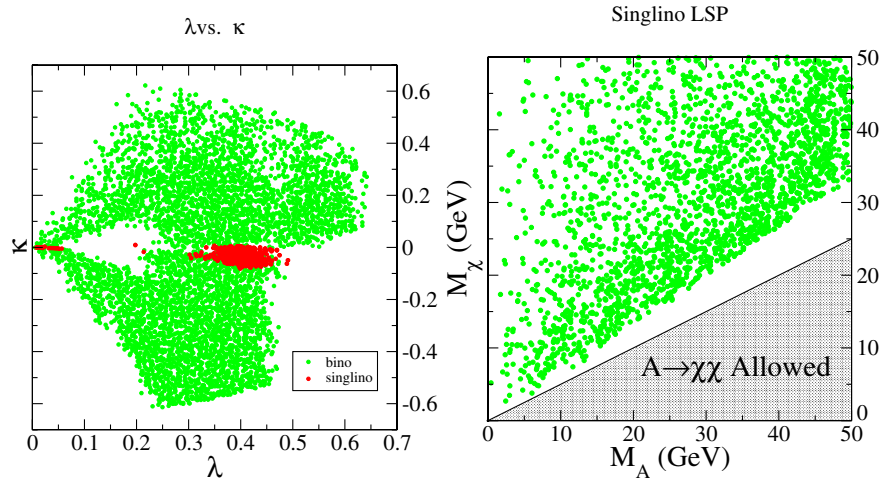 λvs. κ
0.6
0.4
0.2
0
-0.2
-0.4
-0.6
κ
bino
singlino
0 0.1 0.2 0.3 0.4 0.5 0.6 0.7
λ
Singlino LSP
50
40
30
20
10
0
M_χ (GeV)
A→χχ Allowed
0 10 20 30 40 50
M_A (GeV)